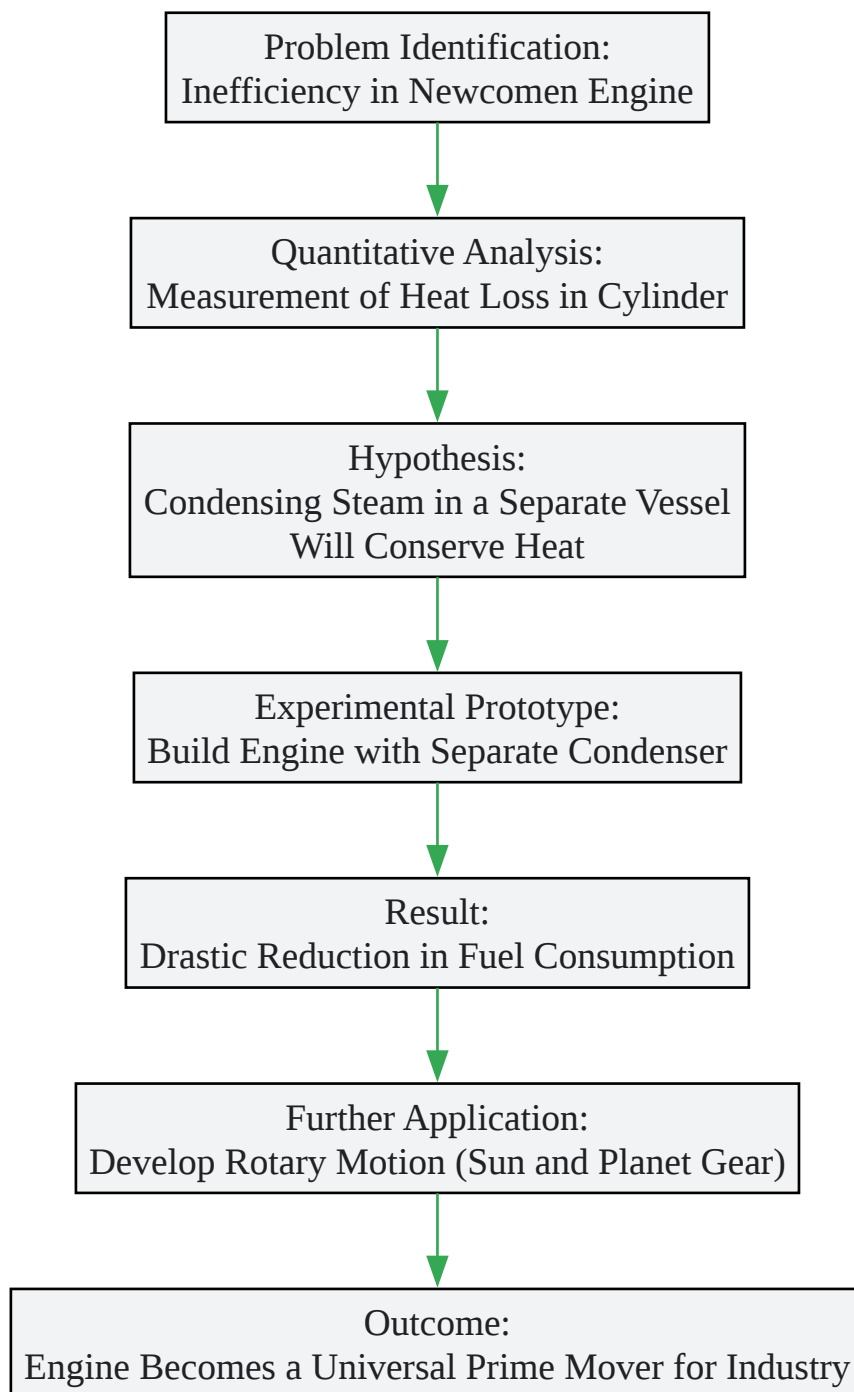 Problem Identification:
Inefficiency in Newcomen Engine
Quantitative Analysis:
Measurement of Heat Loss in Cylinder
Hypothesis:
Condensing Steam in a Separate Vessel
Will Conserve Heat
Experimental Prototype:
Build Engine with Separate Condenser
Result:
Drastic Reduction in Fuel Consumption
Further Application:
Develop Rotary Motion (Sun and Planet Gear)
Outcome:
Engine Becomes a Universal Prime Mover for Industry